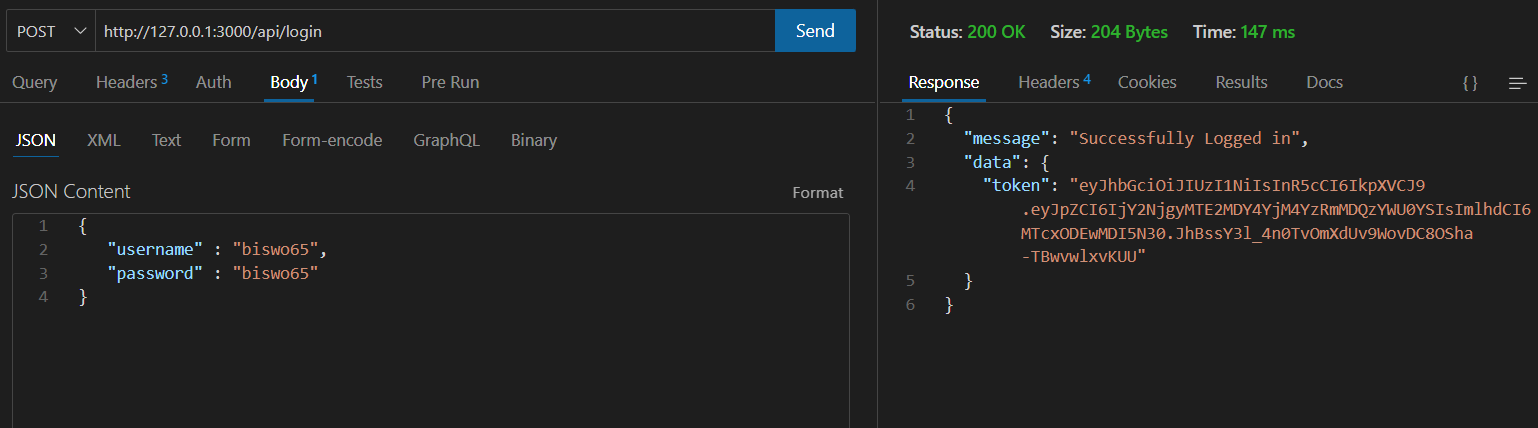 POST http://127.0.0.1:3000/api/login Send
Query Headers 3 Auth Body 1 Tests Pre Run
JSON XML Text Form Form-encode GraphQL Binary
JSON Content Format
1 {
2 "username" : "biswo65",
3 "password" : "biswo65"
4 }
Status: 200 OK Size: 204 Bytes Time: 147 ms
Response Headers 4 Cookies Results Docs { }
1 {
2 "message": "Successfully Logged in",
3 "data": {
4 "token": "eyJhbGciOiJIUzI1NiIsInR5cCI6IkpXVCJ9
.eyJpZCI6IjY2NjgyMTE2MDY4YjM4YzRmMDQzYWU0YSIsImlhdCI6
MTcxODEwMDI5N30.JhBssY3l_4n0TvOmXdUv9WovDC8OSha
-TBwvwlxvKUU"
5 }
6 }